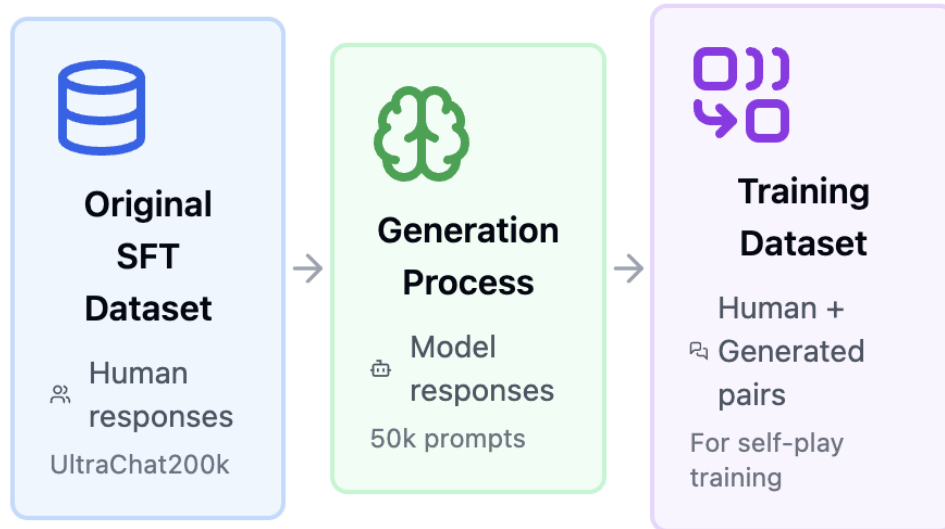 Original
SFT
Dataset
Human
responses
UltraChat200k
Generation
Process
Model
responses
50k prompts
Training
Dataset
Human +
Generated
pairs
For self-play
training